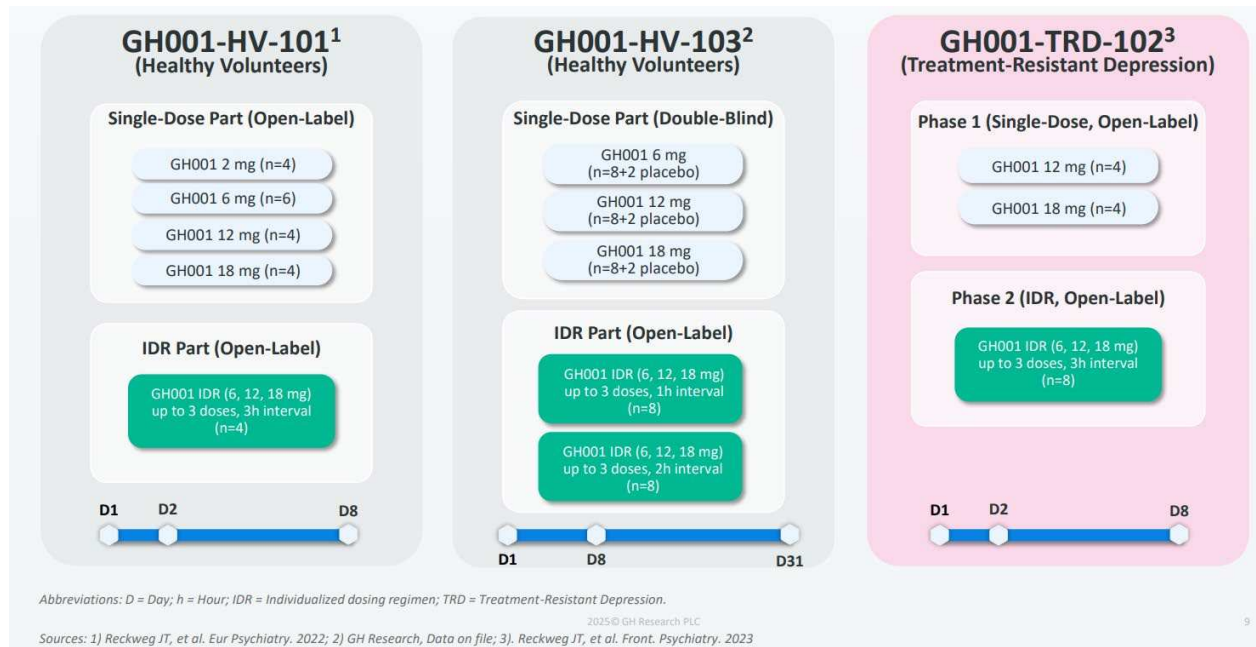 GH001-HV-101¹
(Healthy Volunteers)
Single-Dose Part (Open-Label)
GH001 2 mg (n=4)
GH001 6 mg (n=6)
GH001 12 mg (n=4)
GH001 18 mg (n=4)
IDR Part (Open-Label)
GH001 IDR (6, 12, 18 mg)
up to 3 doses, 3h interval
(n=4)
D1 D2 D8
GH001-HV-103²
(Healthy Volunteers)
Single-Dose Part (Double-Blind)
GH001 6 mg
(n=8+2 placebo)
GH001 12 mg
(n=8+2 placebo)
GH001 18 mg
(n=8+2 placebo)
IDR Part (Open-Label)
GH001 IDR (6, 12, 18 mg)
up to 3 doses, 1h interval
(n=8)
GH001 IDR (6, 12, 18 mg)
up to 3 doses, 2h interval
(n=8)
D1 D8 D31
GH001-TRD-102³
(Treatment-Resistant Depression)
Phase 1 (Single-Dose, Open-Label)
GH001 12 mg (n=4)
GH001 18 mg (n=4)
Phase 2 (IDR, Open-Label)
GH001 IDR (6, 12, 18 mg)
up to 3 doses, 3h interval
(n=8)
D1 D2 D8
Abbreviations: D = Day; h = Hour; IDR = Individualized dosing regimen; TRD = Treatment-Resistant Depression.
2025© GH Research PLC
9
Sources: 1) Reckweg JT, et al. Eur Psychiatry. 2022; 2) GH Research, Data on file; 3). Reckweg JT, et al. Front. Psychiatry. 2023